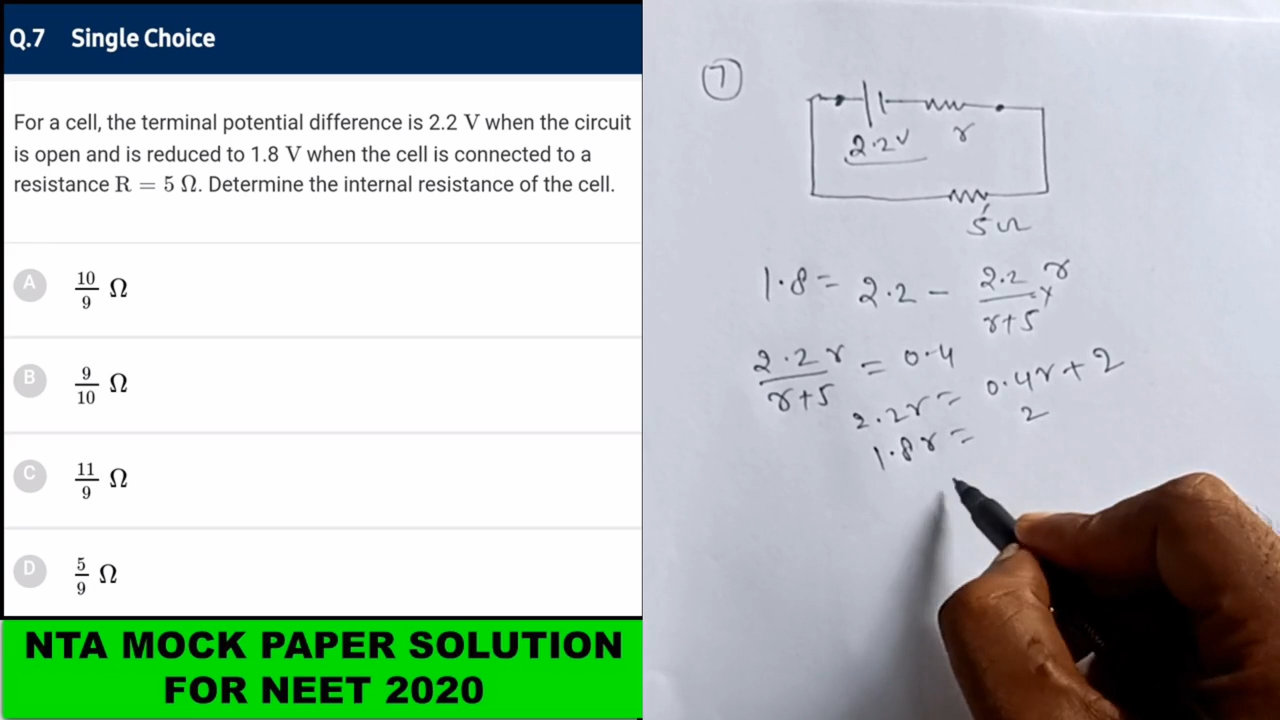 Q.7 Single Choice
For a cell, the terminal potential difference is 2.2 V when the circuit
is open and is reduced to 1.8 V when the cell is connected to a
resistance R = 5 Ω. Determine the internal resistance of the cell.
A 10/9 Ω
B 9/10 Ω
C 11/9 Ω
D 5/9 Ω
NTA MOCK PAPER SOLUTION
FOR NEET 2020
7
2.2V r
5Ω
1.8 = 2.2 - 2.2/r+5 × r
2.2r/r+5 = 0.4
2.2r = 0.4r + 2
1.8r = 2